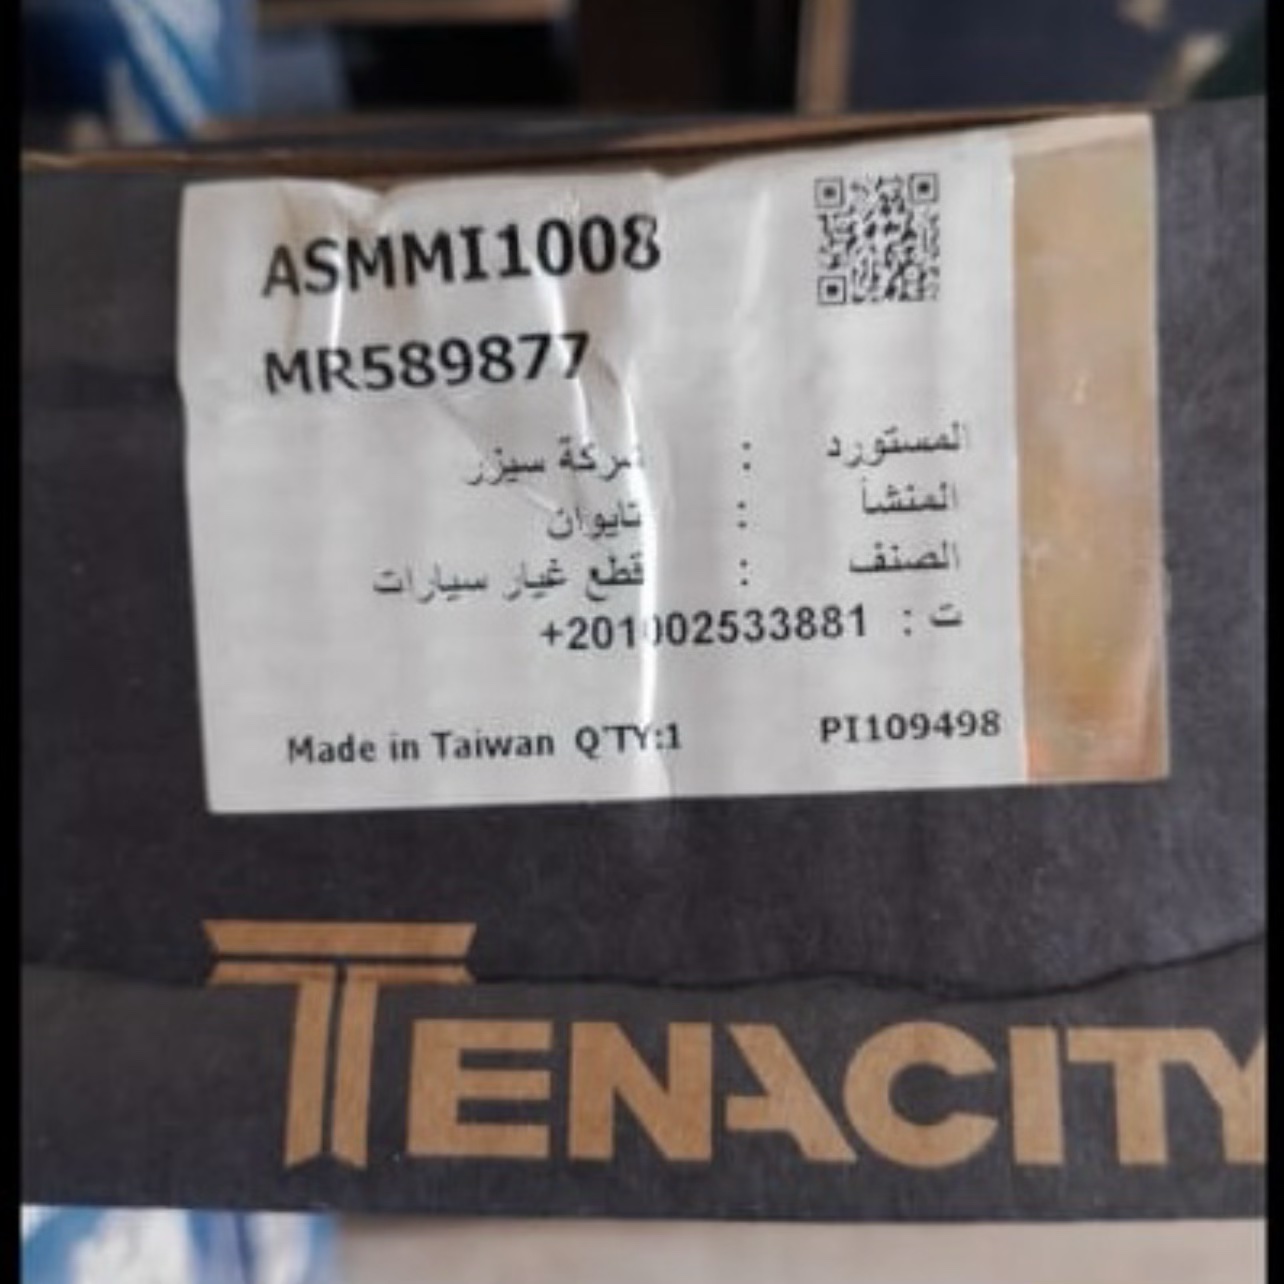 ASMMI1008
MR589877
المستورد : شركة سيزر
المنشأ : تايوان
الصنف : قطع غيار سيارات
ت : +201002533881
Made in Taiwan Q'TY:1 PI109498
TENACITY